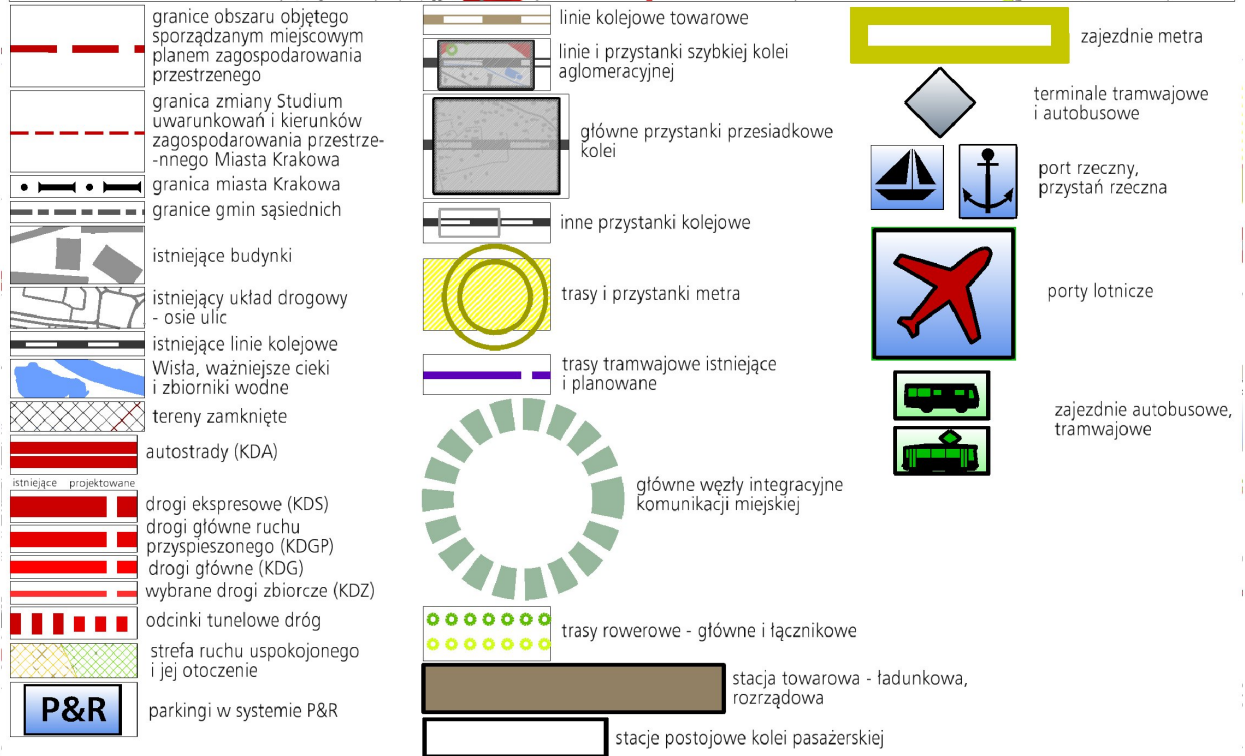 granice obszaru objętego
sporządzanym miejscowym
planem zagospodarowania
przestrzenego
granica zmiany Studium
uwarunkowań i kierunków
zagospodarowania przestrze-
-nnego Miasta Krakowa
granica miasta Krakowa
granice gmin sąsiednich
istniejące budynki
istniejący układ drogowy
- osie ulic
istniejące linie kolejowe
Wisła, ważniejsze cieki
i zbiorniki wodne
tereny zamknięte
autostrady (KDA)
istniejące projektowane
drogi ekspresowe (KDS)
drogi główne ruchu
przyspieszonego (KDGP)
drogi główne (KDG)
wybrane drogi zbiorcze (KDZ)
odcinki tunelowe dróg
strefa ruchu uspokojonego
i jej otoczenie
P&R
parkingi w systemie P&R
linie kolejowe towarowe
linie i przystanki szybkiej kolei
aglomeracyjnej
główne przystanki przesiadkowe
kolei
inne przystanki kolejowe
trasy i przystanki metra
trasy tramwajowe istniejące
i planowane
główne węzły integracyjne
komunikacji miejskiej
trasy rowerowe - główne i łącznikowe
stacja towarowa - ładunkowa,
rozrządowa
stacje postojowe kolei pasażerskiej
zajezdnie metra
terminale tramwajowe
i autobusowe
port rzeczny,
przystań rzeczna
porty lotnicze
zajezdnie autobusowe,
tramwajowe